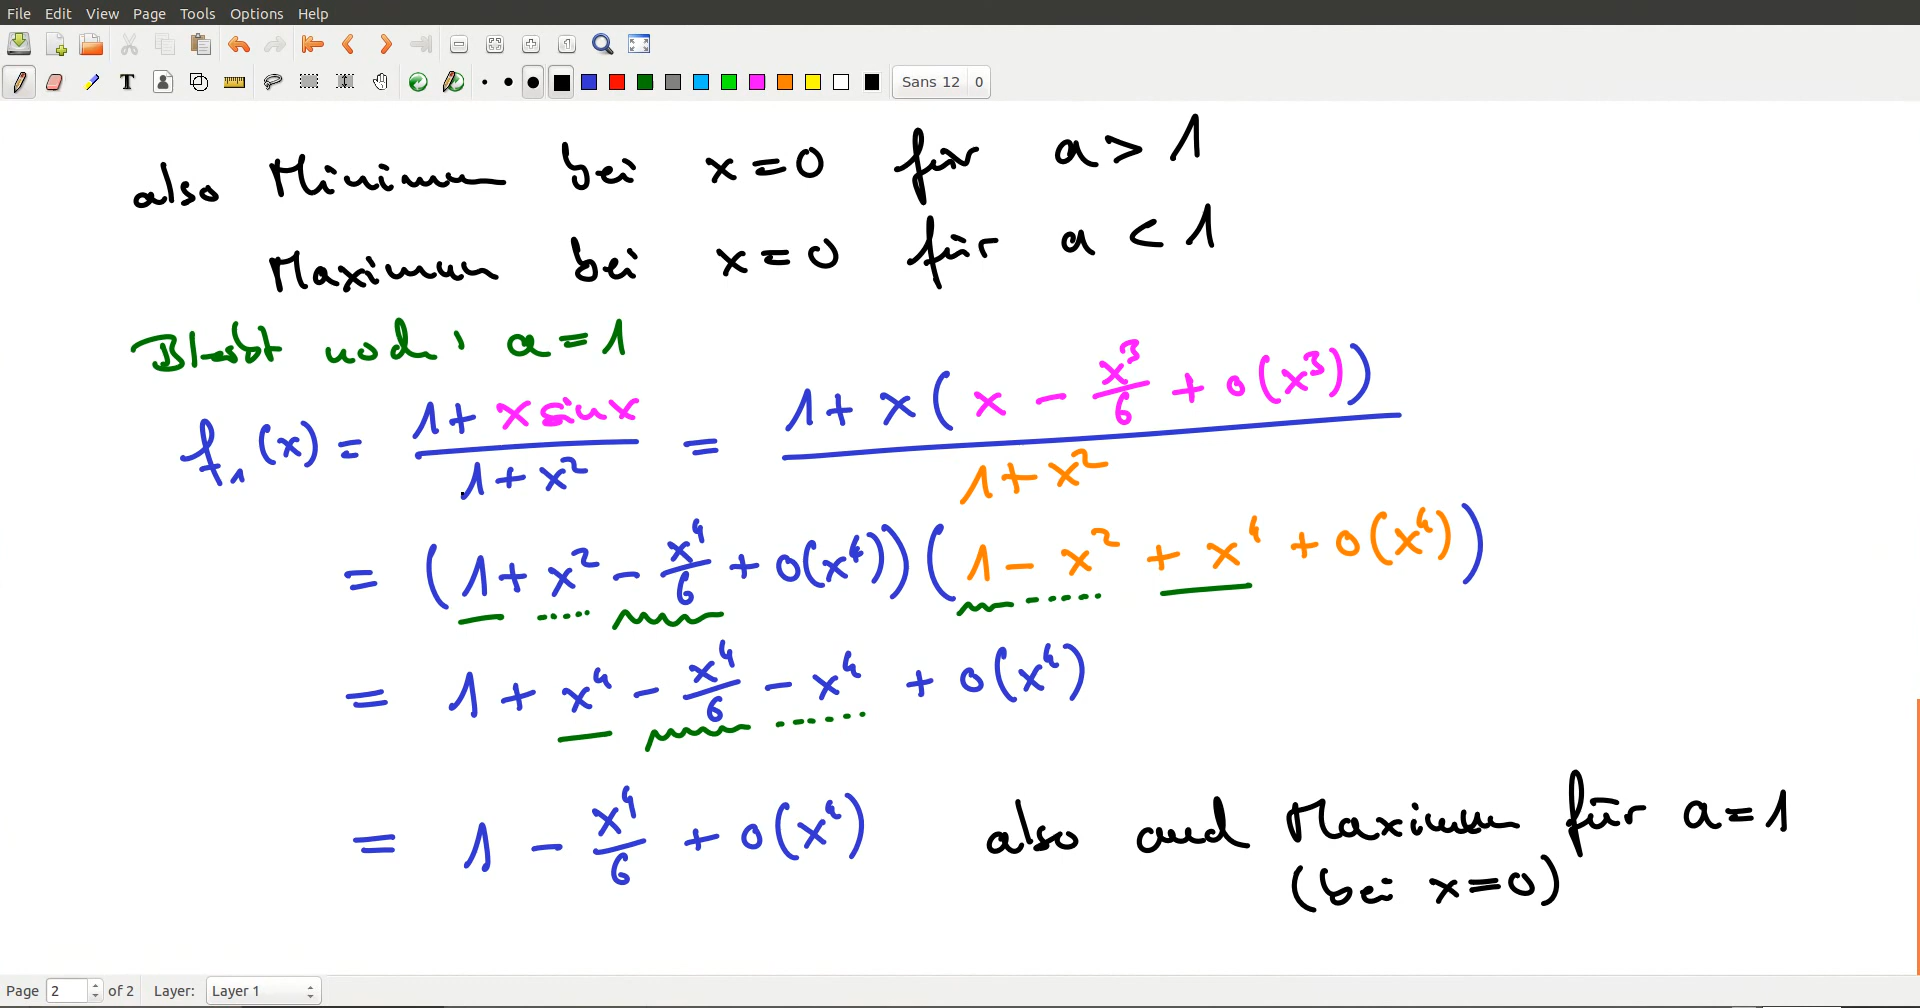 File Edit View Page Tools Options Help
Sans 12 0
also Minimum bei x=0 für a>1
Maximum bei x=0 für a<1
Bleibt noch: a=1
f₁(x) = (1+x sin x)/(1+x²) = (1+x(x - x³/6 + o(x³)))/(1+x²)
= (1+x² - x⁴/6 + o(x⁴))(1-x² + x⁴ + o(x⁴))
= 1 + x⁴ - x⁴/6 - x⁴ + o(x⁴)
= 1 - x⁴/6 + o(x⁴) also auch Maximum für a=1
(bei x=0)
Page 2 of 2 Layer: Layer 1